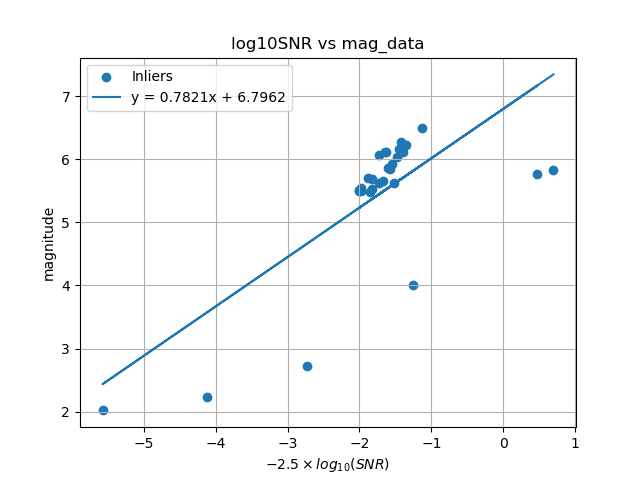 log10SNR vs mag_data
Inliers
y = 0.7821x + 6.7962
magnitude
7
6
5
4
3
2
−5
−4
−3
−2
−1
0
1
−2.5 × log₁₀(SNR)